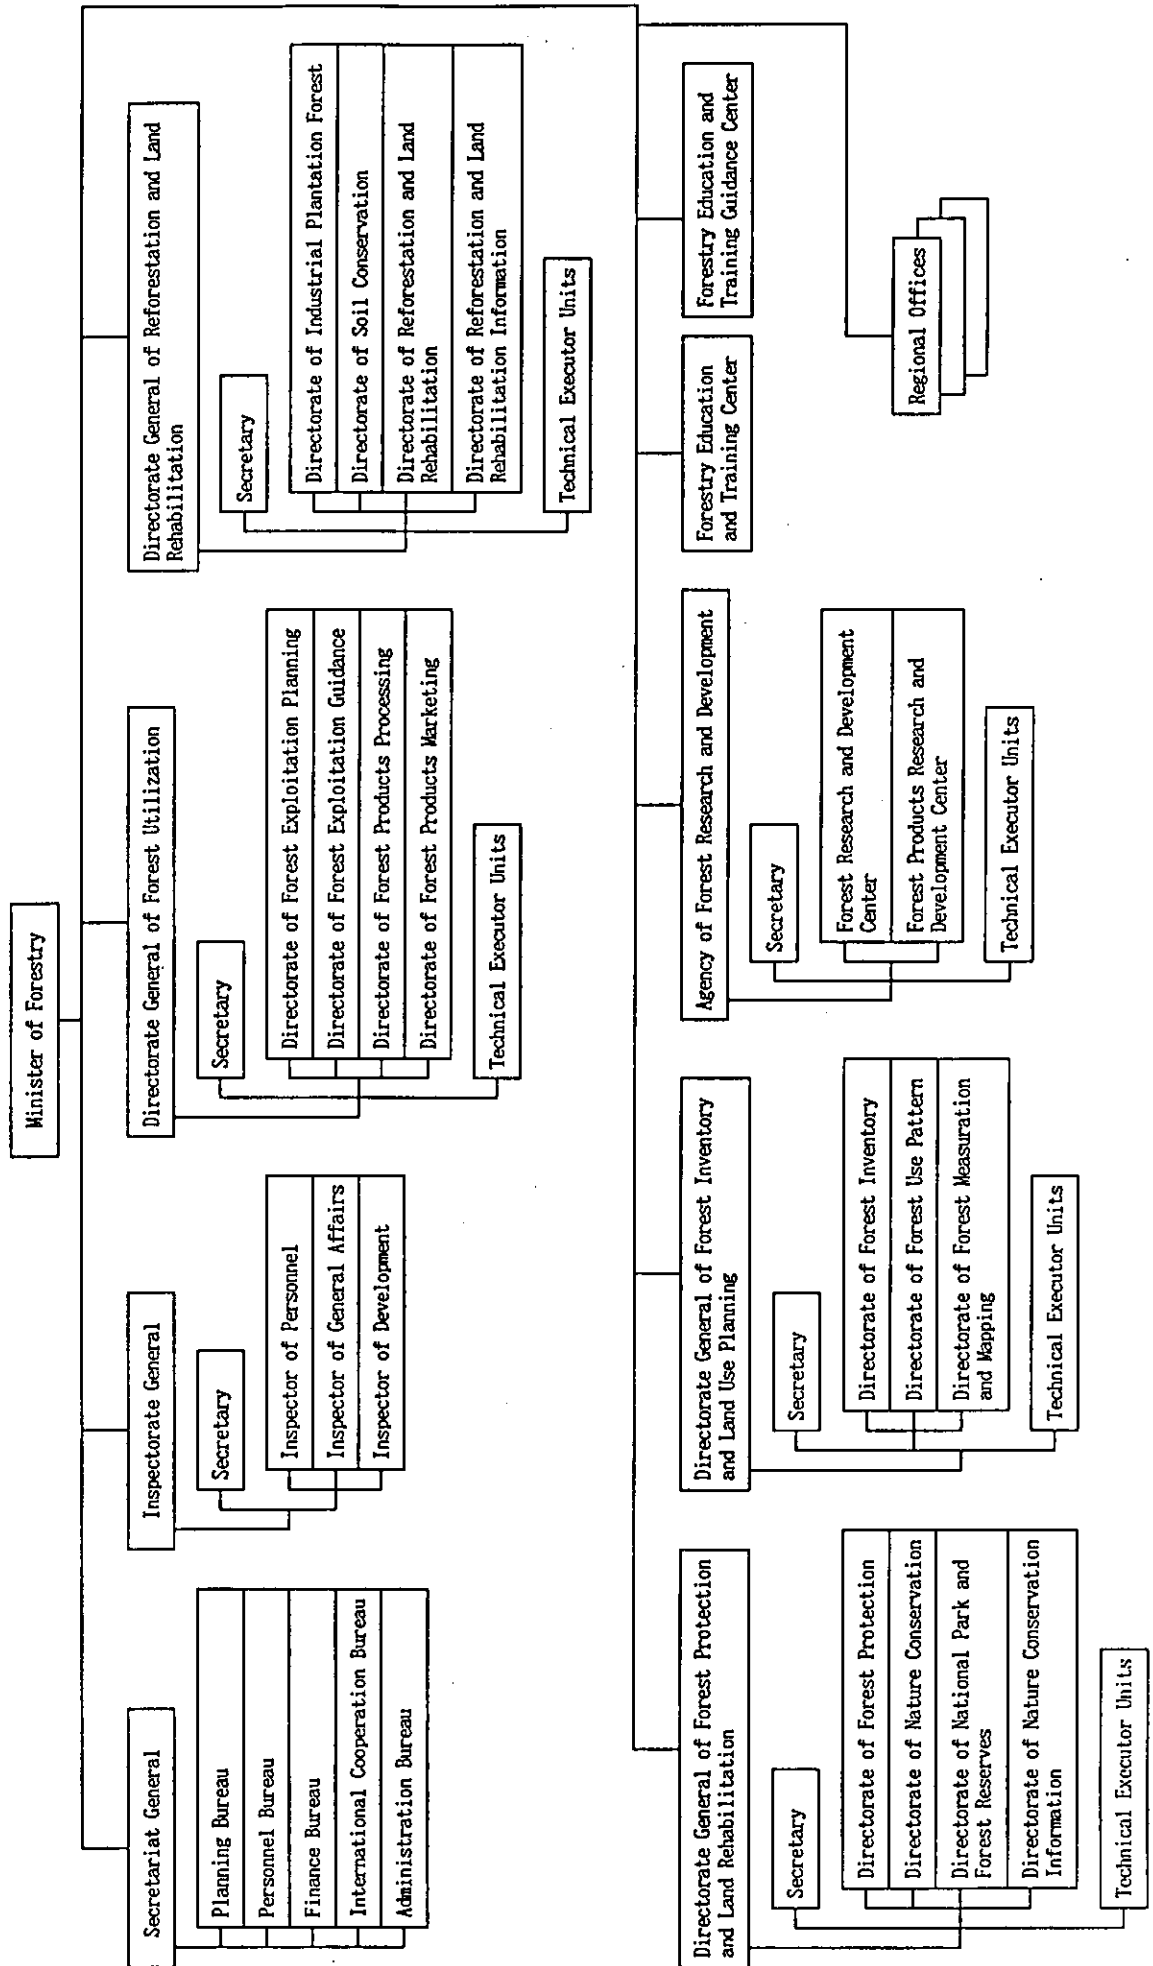 Minister of Forestry
Secretariat General
Planning Bureau
Personnel Bureau
Finance Bureau
International Cooperation Bureau
Administration Bureau
Inspectorate General
Secretary
Inspector of Personnel
Inspector of General Affairs
Inspector of Development
Directorate General of Forest Utilization
Secretary
Directorate of Forest Exploitation Planning
Directorate of Forest Exploitation Guidance
Directorate of Forest Products Processing
Directorate of Forest Products Marketing
Technical Executor Units
Directorate General of Reforestation and Land
Rehabilitation
Secretary
Directorate of Industrial Plantation Forest
Directorate of Soil Conservation
Directorate of Reforestation and Land
Rehabilitation
Directorate of Reforestation and Land
Rehabilitation Information
Technical Executor Units
Directorate General of Forest Protection
and Land Rehabilitation
Secretary
Directorate of Forest Protection
Directorate of Nature Conservation
Directorate of National Park and
Forest Reserves
Directorate of Nature Conservation
Information
Technical Executor Units
Directorate General of Forest Inventory
and Land Use Planning
Secretary
Directorate of Forest Inventory
Directorate of Forest Use Pattern
Directorate of Forest Measuration
and Mapping
Technical Executor Units
Agency of Forest Research and Development
Secretary
Forest Research and Development
Center
Forest Products Research and
Development Center
Technical Executor Units
Forestry Education
and Training Center
Forestry Education and
Training Guidance Center
Regional Offices